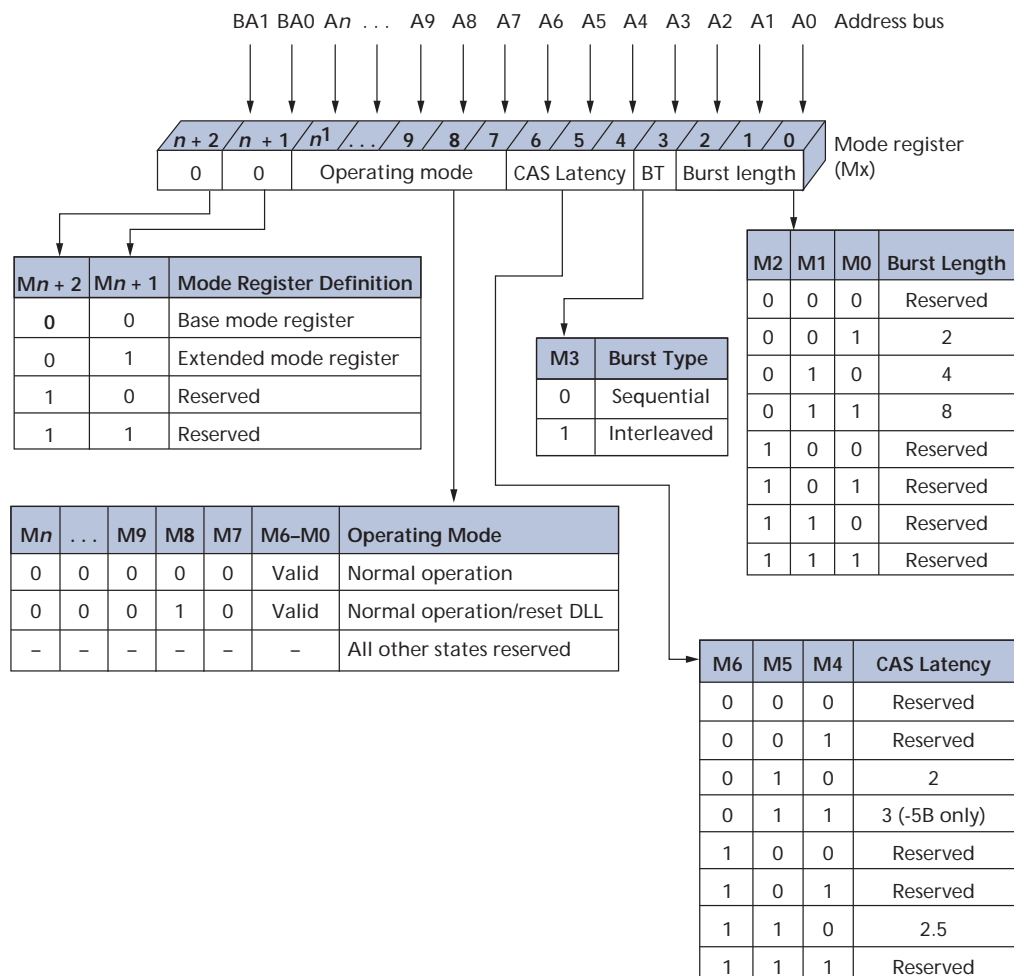 BA1 BA0 An ... A9 A8 A7 A6 A5 A4 A3 A2 A1 A0 Address bus
n + 2 n + 1 n1 ... 9 8 7 6 5 4 3 2 1 0
Mode register
(Mx)
0 0 Operating mode CAS Latency BT Burst length
Mn + 2 Mn + 1 Mode Register Definition
0 0 Base mode register
0 1 Extended mode register
1 0 Reserved
1 1 Reserved
M3 Burst Type
0 Sequential
1 Interleaved
M2 M1 M0 Burst Length
0 0 0 Reserved
0 0 1 2
0 1 0 4
0 1 1 8
1 0 0 Reserved
1 0 1 Reserved
1 1 0 Reserved
1 1 1 Reserved
Mn ... M9 M8 M7 M6–M0 Operating Mode
0 0 0 0 0 Valid Normal operation
0 0 0 1 0 Valid Normal operation/reset DLL
– – – – – – All other states reserved
M6 M5 M4 CAS Latency
0 0 0 Reserved
0 0 1 Reserved
0 1 0 2
0 1 1 3 (-5B only)
1 0 0 Reserved
1 0 1 Reserved
1 1 0 2.5
1 1 1 Reserved